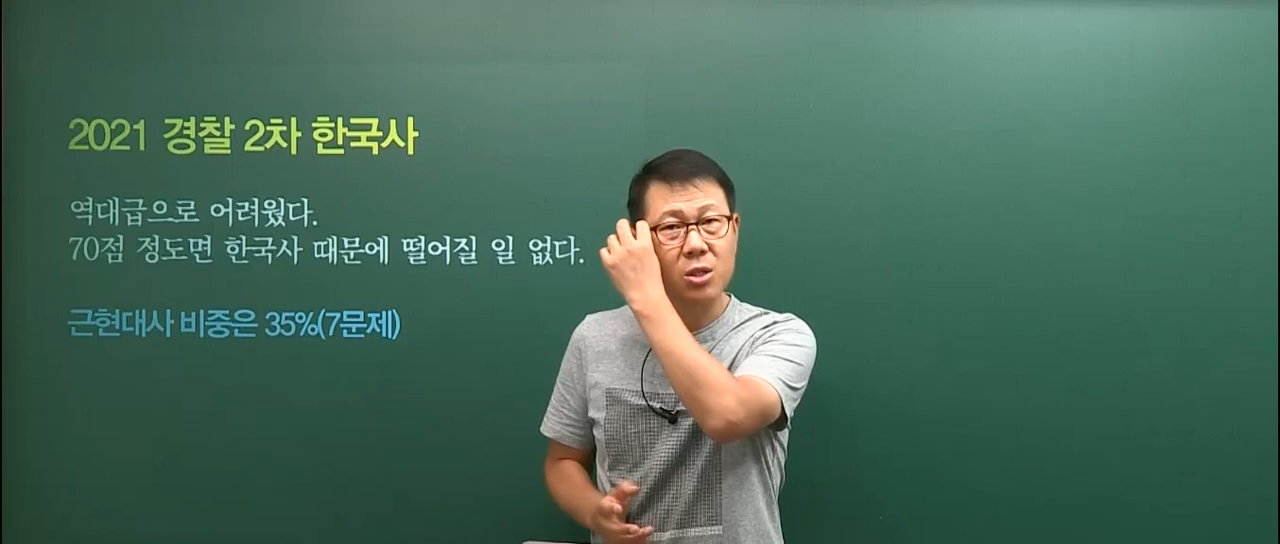 2021 경찰 2차 한국사
역대급으로 어려웠다.
70점 정도면 한국사 때문에 떨어질 일 없다.
근현대사 비중은 35%(7문제)